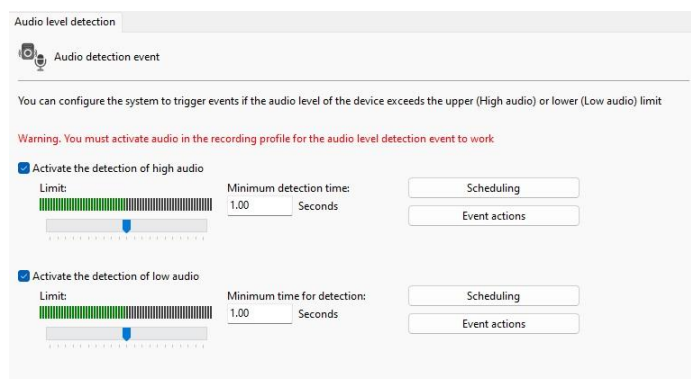 Audio level detection
Audio detection event
You can configure the system to trigger events if the audio level of the device exceeds the upper (High audio) or lower (Low audio) limit
Warning. You must activate audio in the recording profile for the audio level detection event to work
Activate the detection of high audio
Limit: Minimum detection time: Scheduling
1.00 Seconds
Event actions
Activate the detection of low audio
Limit: Minimum time for detection: Scheduling
1.00 Seconds
Event actions